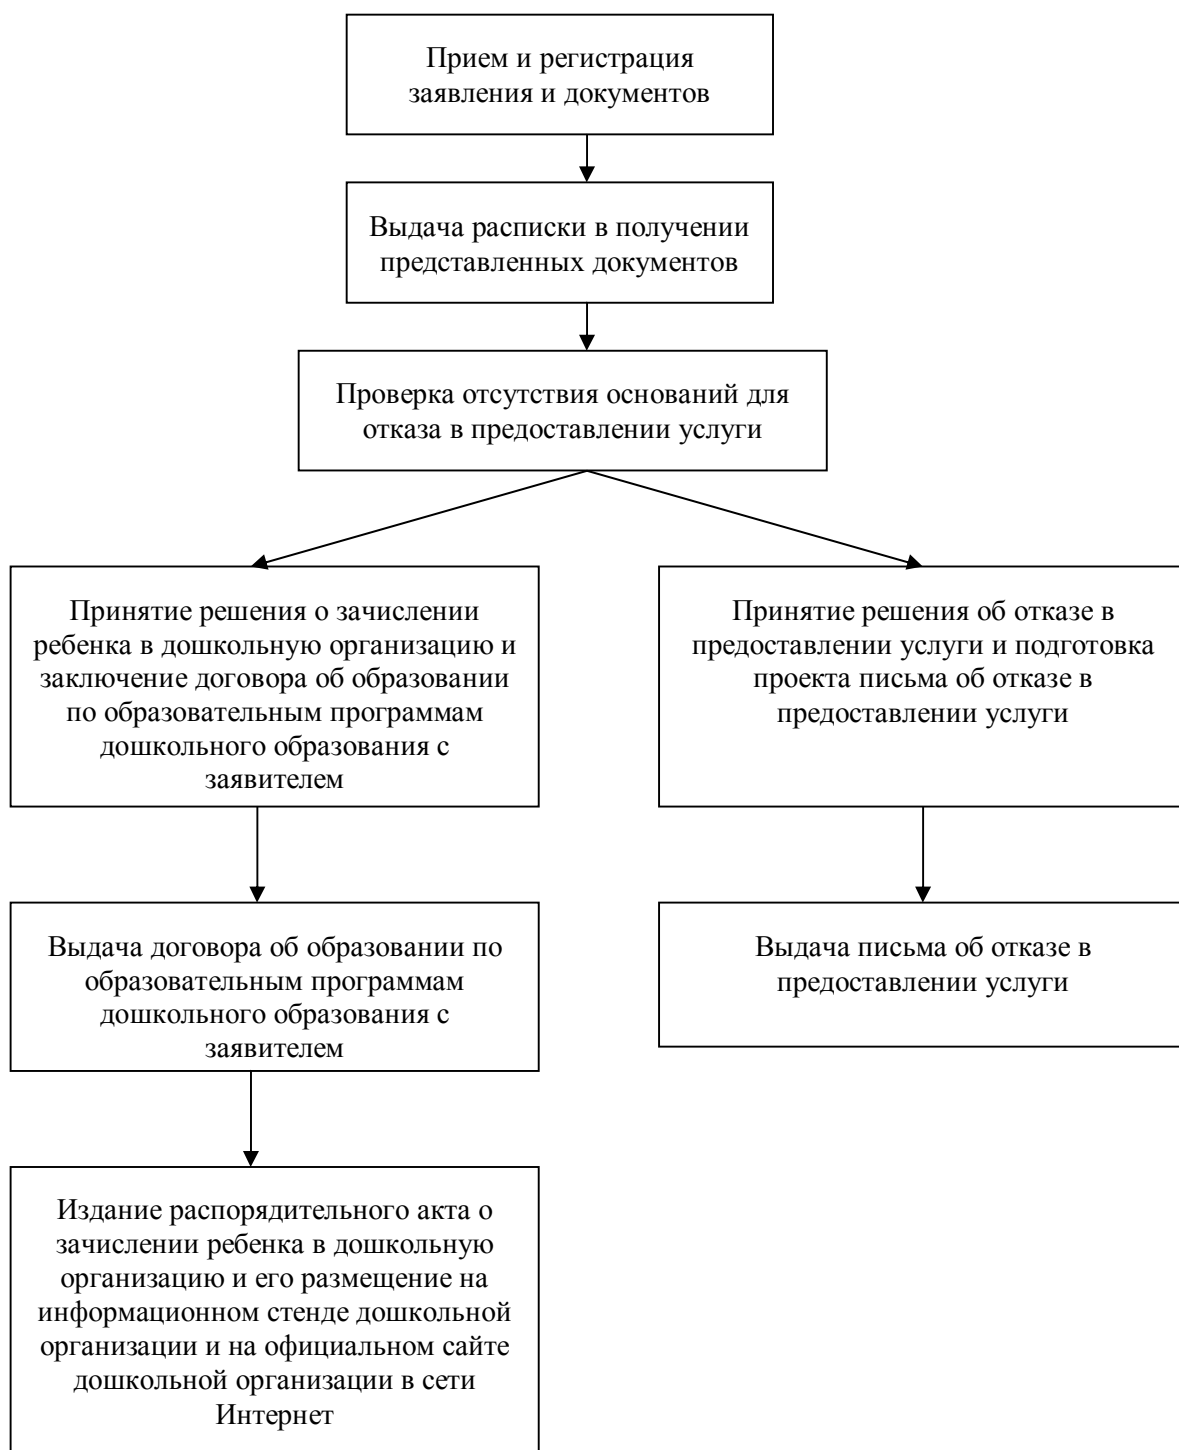 Прием и регистрация
заявления и документов
Выдача расписки в получении
представленных документов
Проверка отсутствия оснований для
отказа в предоставлении услуги
Принятие решения о зачислении
ребенка в дошкольную организацию и
заключение договора об образовании
по образовательным программам
дошкольного образования с
заявителем
Принятие решения об отказе в
предоставлении услуги и подготовка
проекта письма об отказе в
предоставлении услуги
Выдача договора об образовании по
образовательным программам
дошкольного образования с
заявителем
Выдача письма об отказе в
предоставлении услуги
Издание распорядительного акта о
зачислении ребенка в дошкольную
организацию и его размещение на
информационном стенде дошкольной
организации и на официальном сайте
дошкольной организации в сети
Интернет